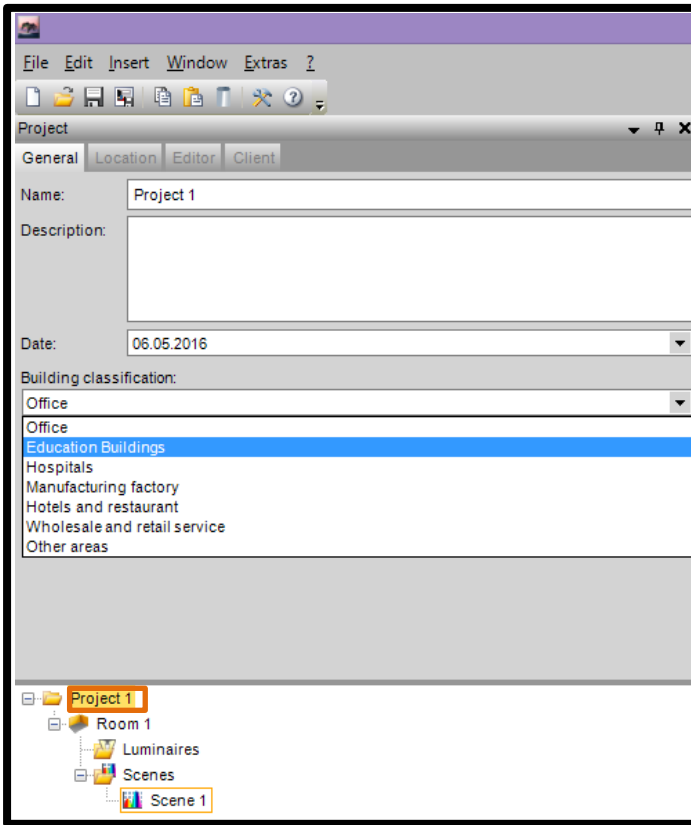 File Edit Insert Window Extras ?
Project
General Location Editor Client
Name: Project 1
Description:
Date: 06.05.2016
Building classification:
Office
Office
Education Buildings
Hospitals
Manufacturing factory
Hotels and restaurant
Wholesale and retail service
Other areas
Project 1
Room 1
Luminaires
Scenes
Scene 1